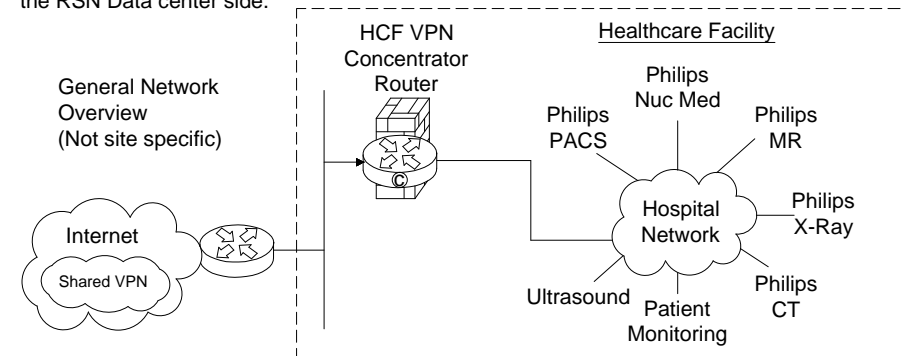 the RSN Data center side.
HCF VPN
Concentrator
Router
Healthcare Facility
General Network
Overview
(Not site specific)
Philips
Nuc Med
Philips
PACS
Philips
MR
C
Internet
Shared VPN
Hospital
Network
Philips
X-Ray
Ultrasound
Patient
Monitoring
Philips
CT